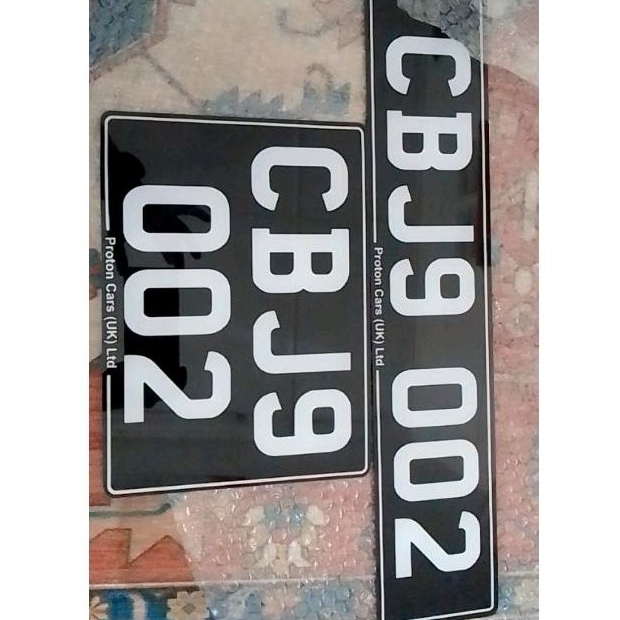 CBJ9 002
Proton Cars (UK) Ltd
CBJ9
002
Proton Cars (UK) Ltd